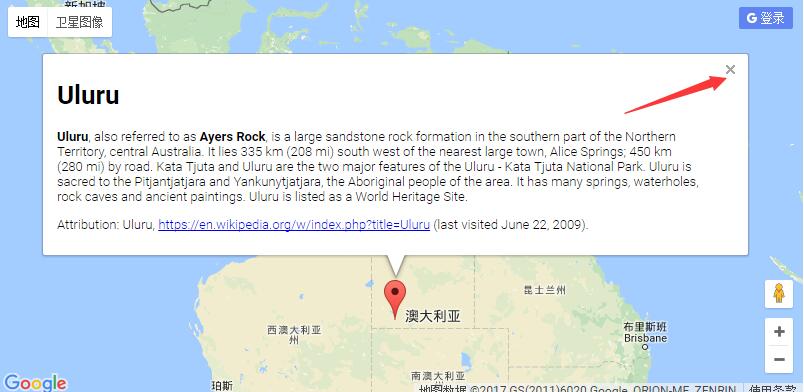 新加坡
地图 卫星图像
G 登录
Uluru
Uluru, also referred to as Ayers Rock, is a large sandstone rock formation in the southern part of the Northern
Territory, central Australia. It lies 335 km (208 mi) south west of the nearest large town, Alice Springs; 450 km
(280 mi) by road. Kata Tjuta and Uluru are the two major features of the Uluru - Kata Tjuta National Park. Uluru is
sacred to the Pitjantjatjara and Yankunytjatjara, the Aboriginal people of the area. It has many springs, waterholes,
rock caves and ancient paintings. Uluru is listed as a World Heritage Site.
Attribution: Uluru, https://en.wikipedia.org/w/index.php?title=Uluru (last visited June 22, 2009).
昆士兰州
澳大利亚
西澳大利亚
州
布里斯班
Brisbane
南澳大利亚
珀斯
Google
地图数据 ©2017 GS(2011)6020 Google, ORION-ME, ZENRIN 使用条款